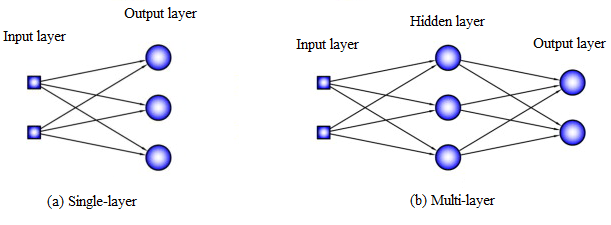 Output layer
Input layer
(a) Single-layer
Hidden layer
Input layer
Output layer
(b) Multi-layer